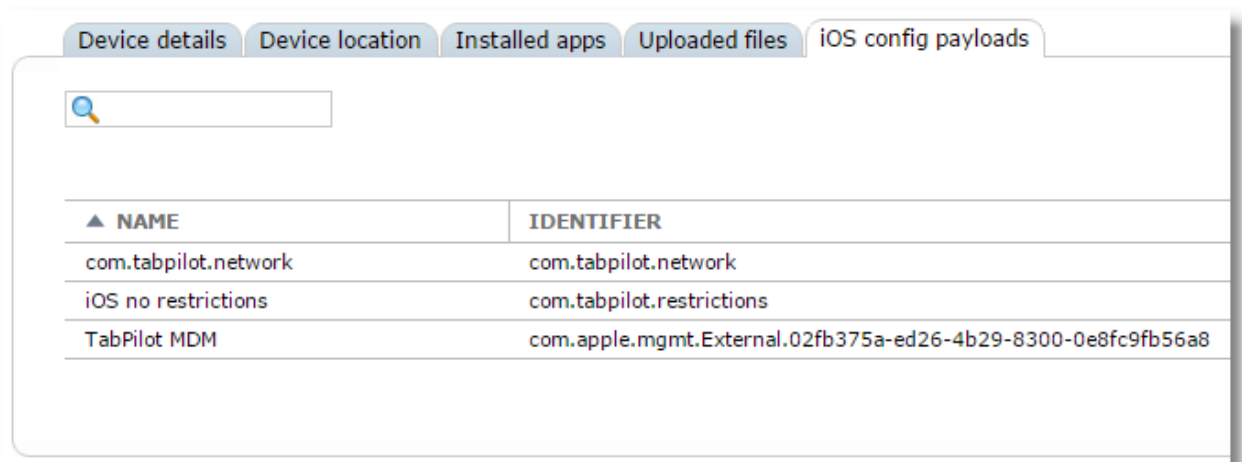 Device details Device location Installed apps Uploaded files iOS config payloads
NAME IDENTIFIER
com.tabpilot.network com.tabpilot.network
iOS no restrictions com.tabpilot.restrictions
TabPilot MDM com.apple.mgmt.External.02fb375a-ed26-4b29-8300-0e8fc9fb56a8